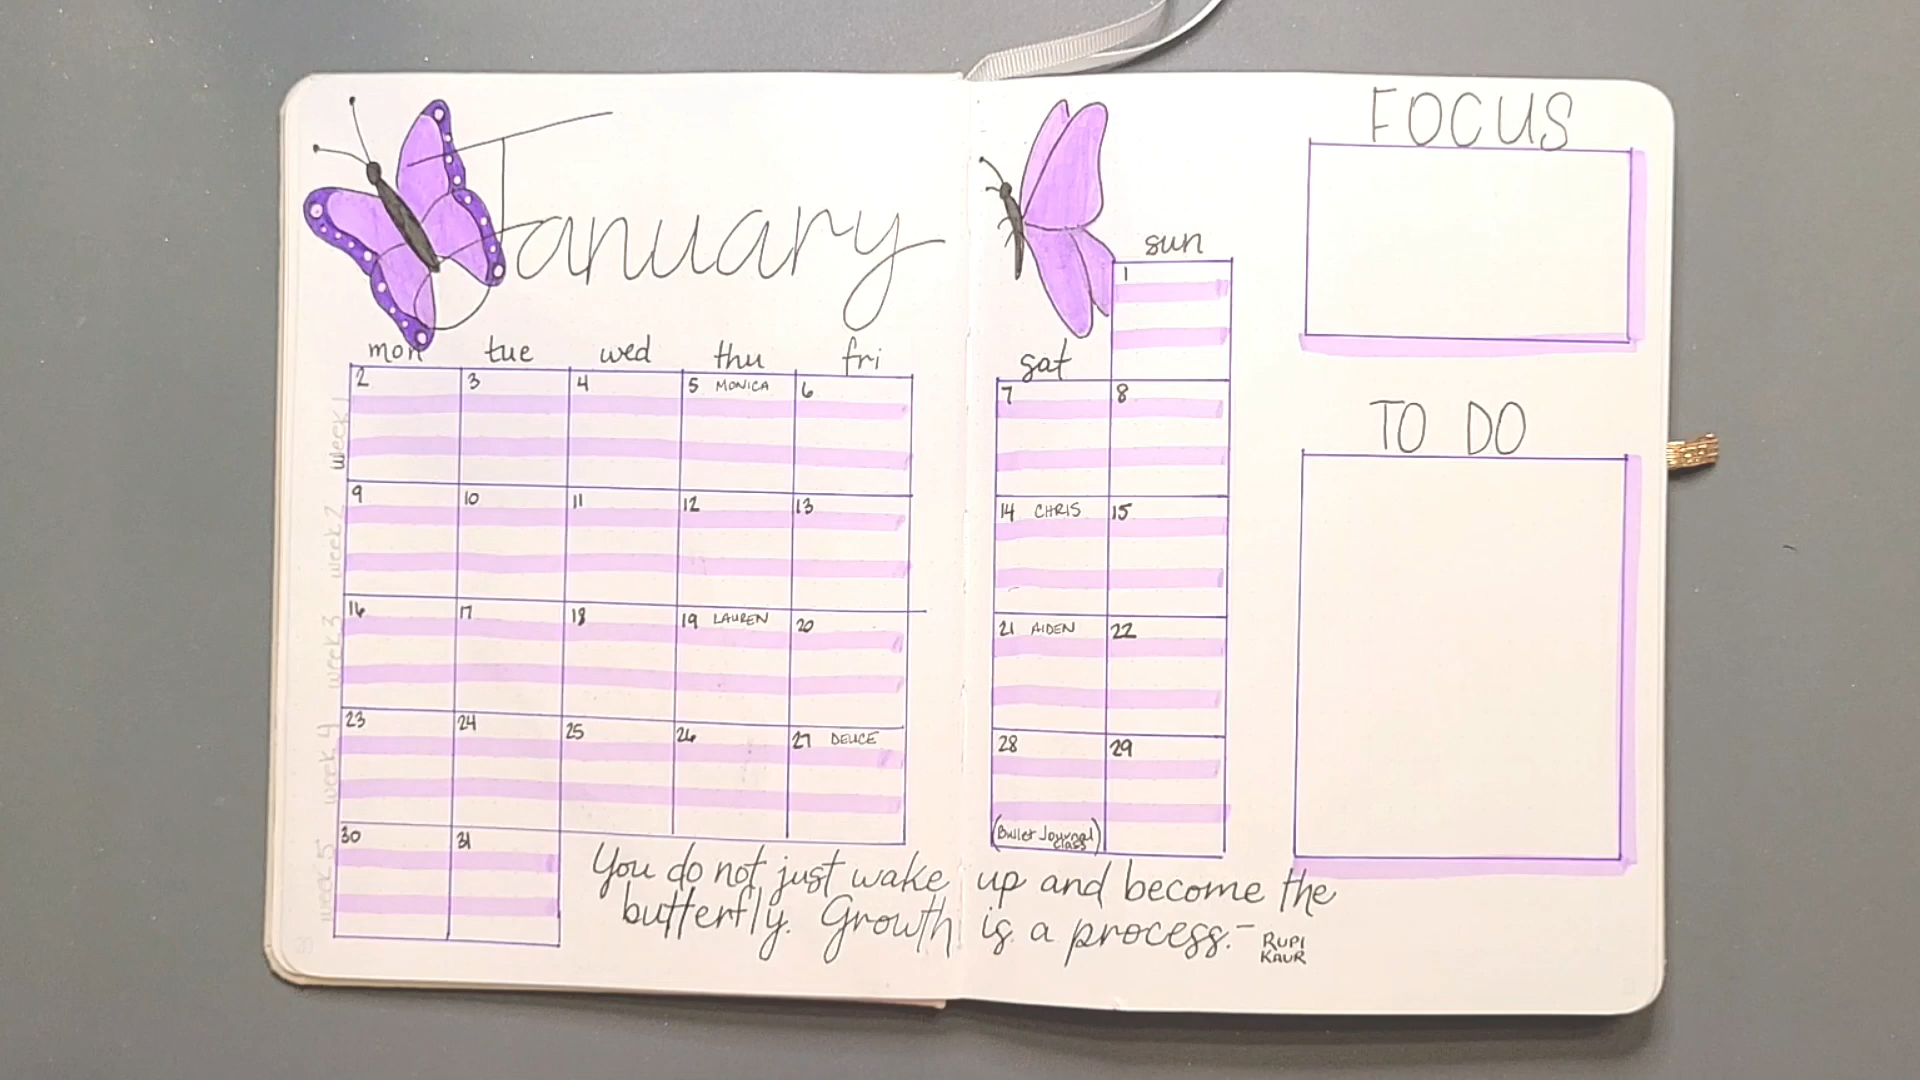 January
mon tue wed thu fri
sat sun
1
week 1
2 3 4 5 MONICA 6
7 8
week 2
9 10 11 12 13
14 CHRIS 15
week 3
16 17 18 19 LAUREN 20
21 AIDEN 22
week 4
23 24 25 26 27 DEUCE
28 29
(Bullet Journal
class)
week 5
30 31
You do not just wake up and become the
butterfly. Growth is a process.-
RUPI
KAUR
FOCUS
TO DO